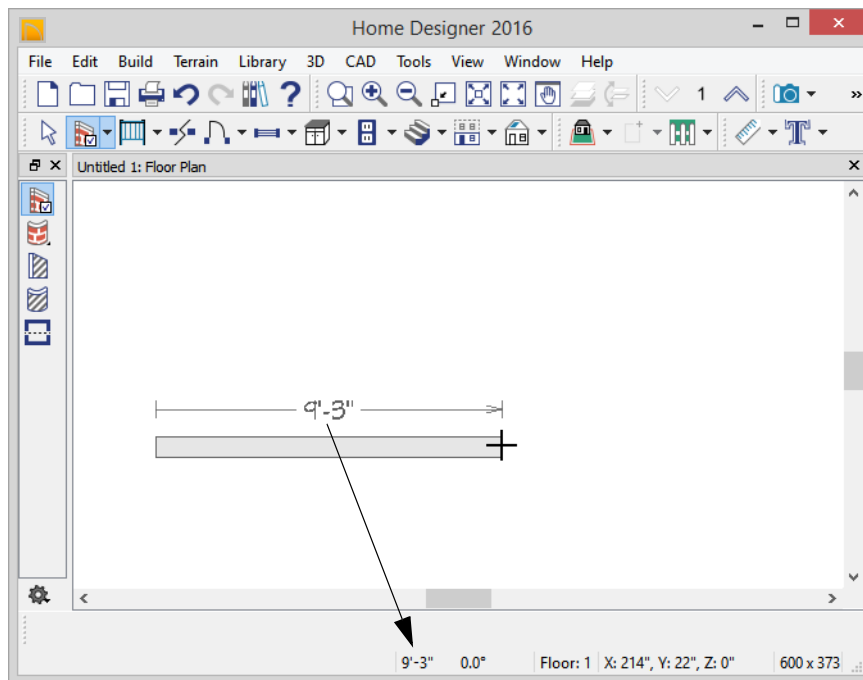 Home Designer 2016
File Edit Build Terrain Library 3D CAD Tools View Window Help
1
Untitled 1: Floor Plan
9'-3"
9'-3" 0.0° Floor: 1 X: 214", Y: 22", Z: 0" 600 x 373